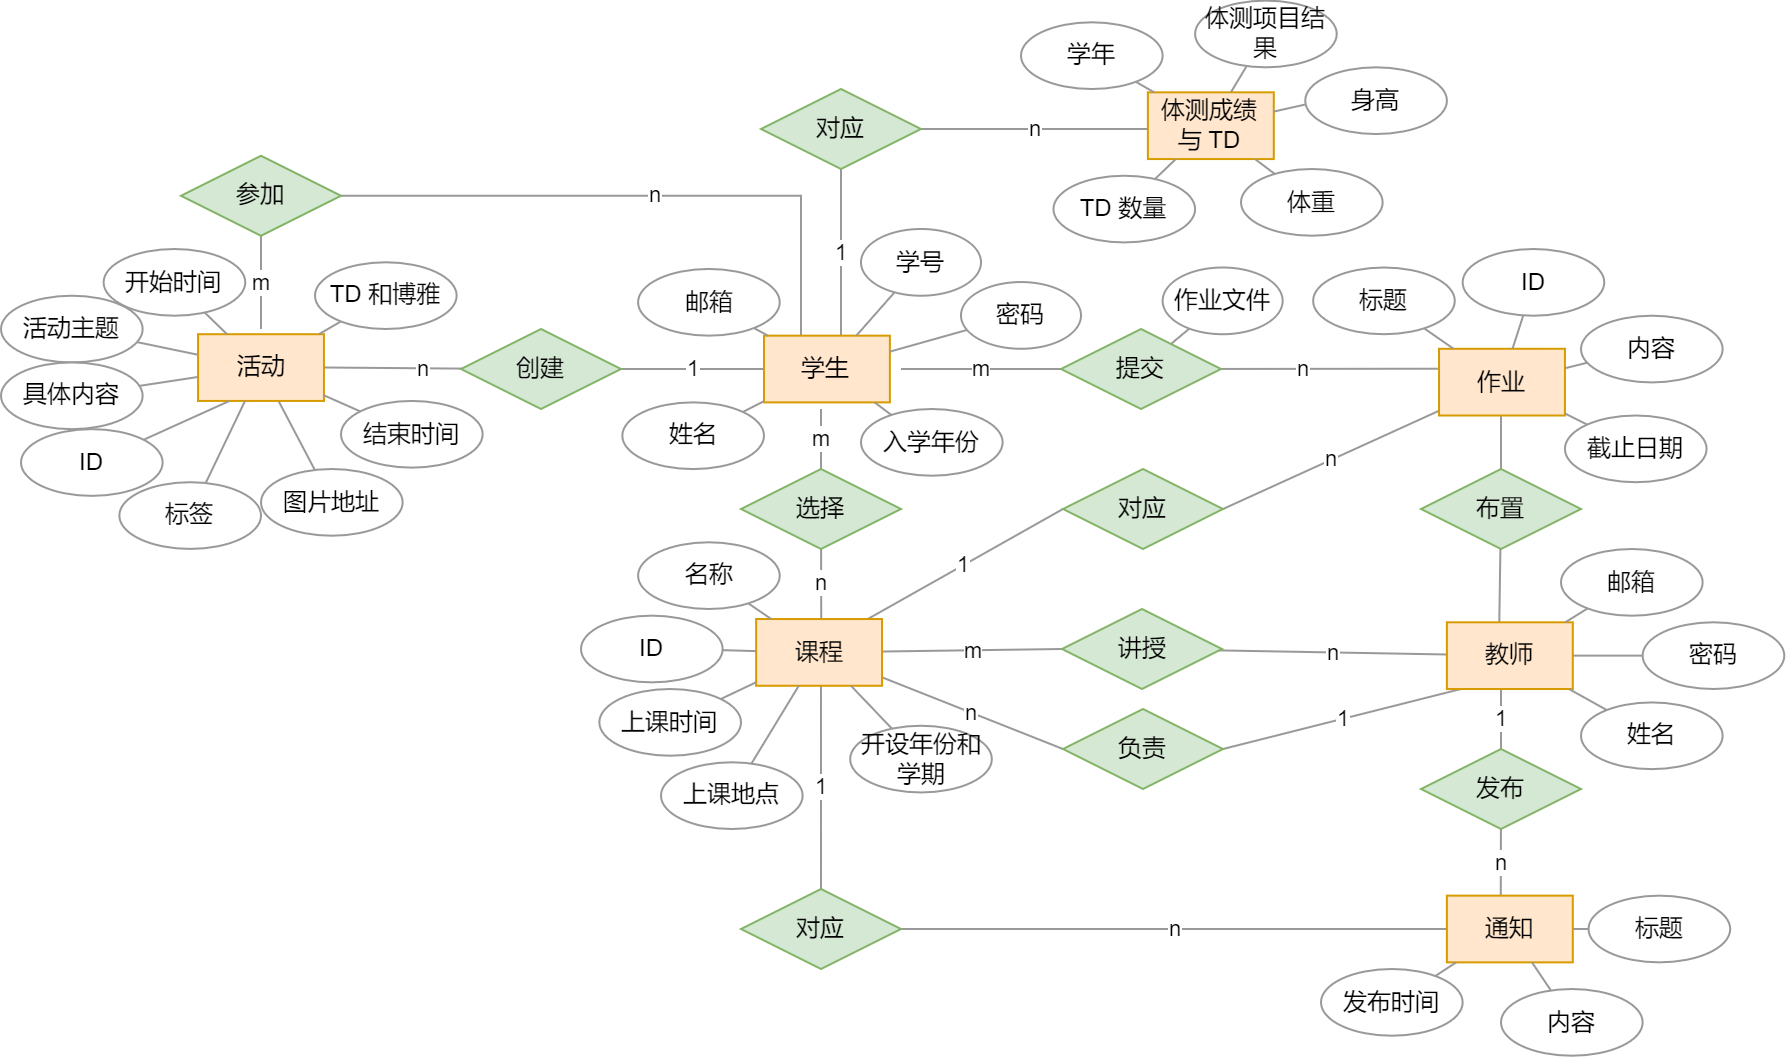 体测项目结
果
学年
身高
体测成绩
与 TD
对应
n
参加
n
TD 数量
体重
1
学号
开始时间
m
TD 和博雅
邮箱
密码
作业文件
标题
ID
活动主题
内容
活动
n
创建
1
学生
m
提交
n
作业
具体内容
结束时间
姓名
m
入学年份
n
截止日期
ID
标签
图片地址
选择
对应
布置
名称
n
1
邮箱
ID
课程
m
讲授
n
教师
密码
上课时间
n
1
1
姓名
开设年份和
学期
负责
上课地点
1
发布
n
对应
n
通知
标题
发布时间
内容